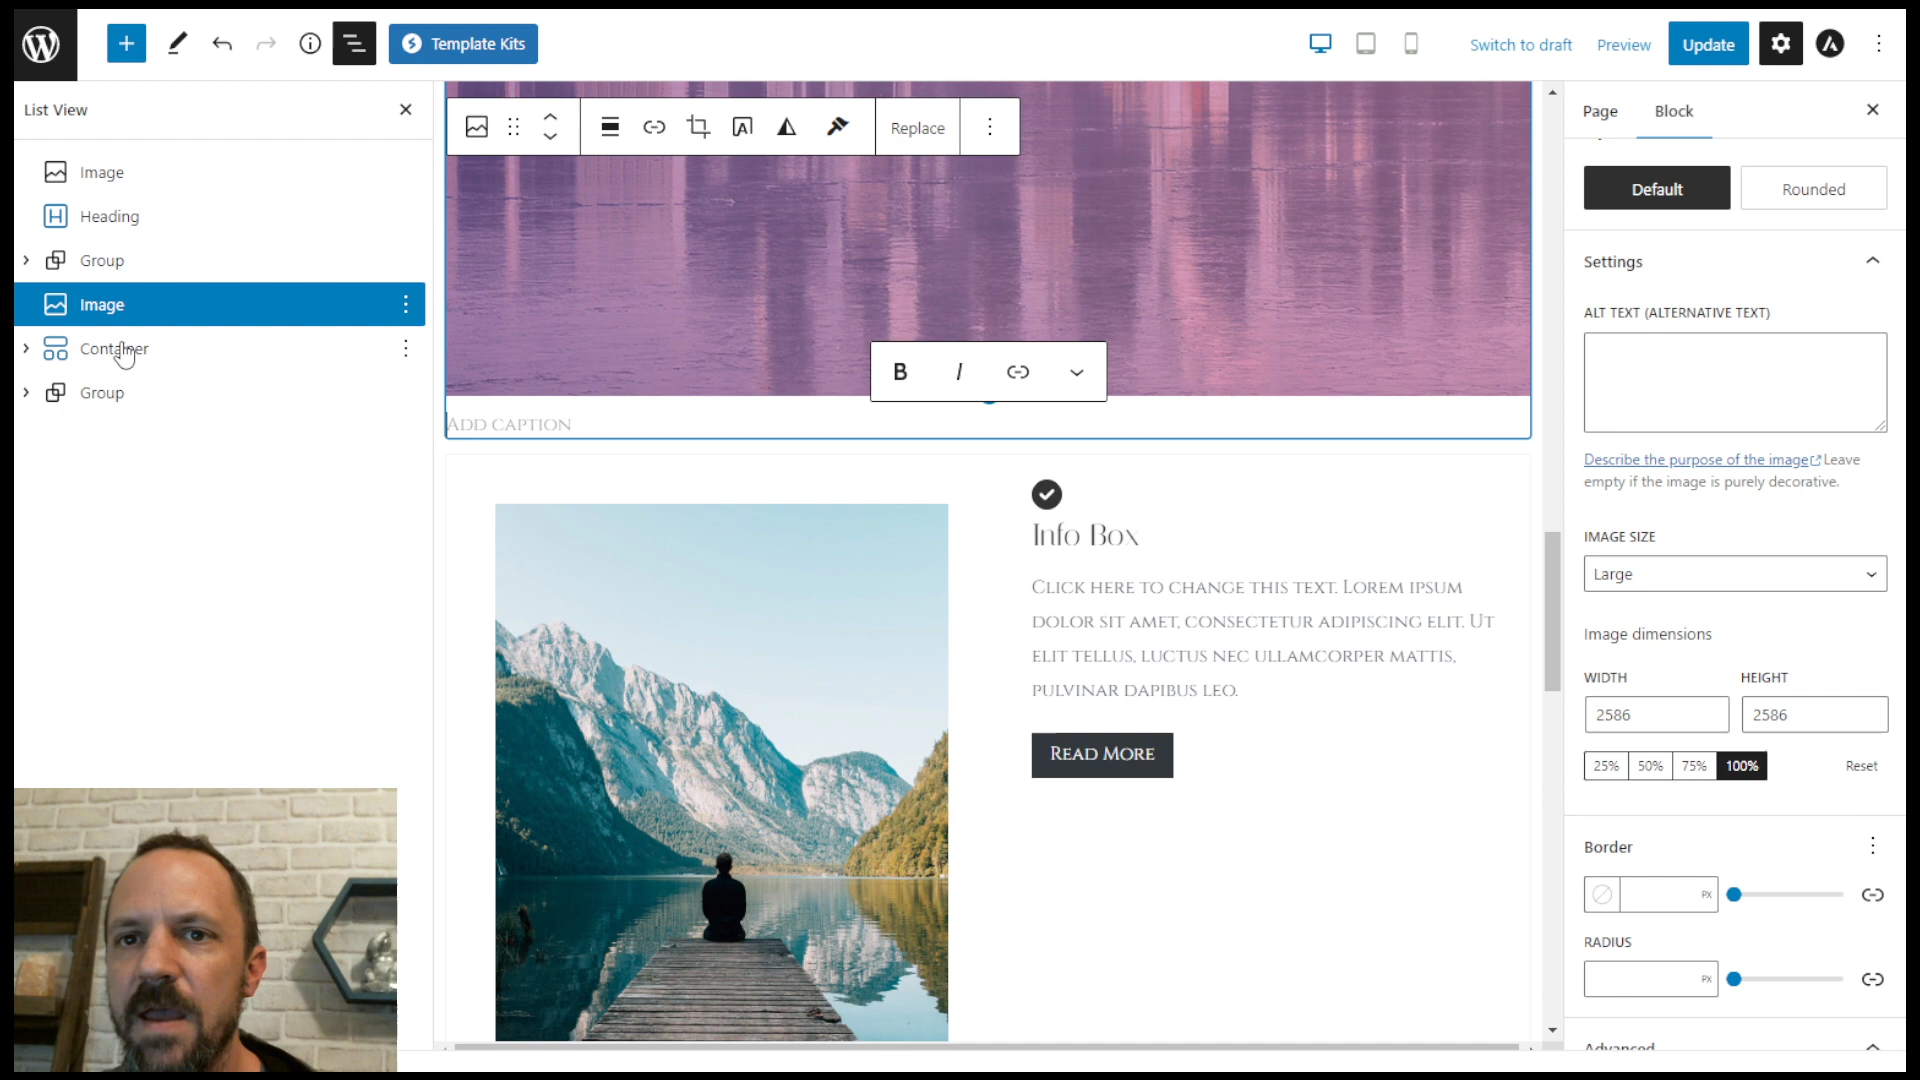 Template Kits
Switch to draft
Preview
Update
List View
Image
Heading
Group
Image
Container
Group
Replace
B
I
Add caption
Info Box
Click here to change this text. Lorem ipsum
dolor sit amet, consectetur adipiscing elit. Ut
elit tellus, luctus nec ullamcorper mattis,
pulvinar dapibus leo.
Read More
Page
Block
Default
Rounded
Settings
ALT TEXT (ALTERNATIVE TEXT)
Describe the purpose of the image Leave
empty if the image is purely decorative.
IMAGE SIZE
Large
Image dimensions
WIDTH
HEIGHT
2586
2586
25%
50%
75%
100%
Reset
Border
PX
RADIUS
PX
Advanced